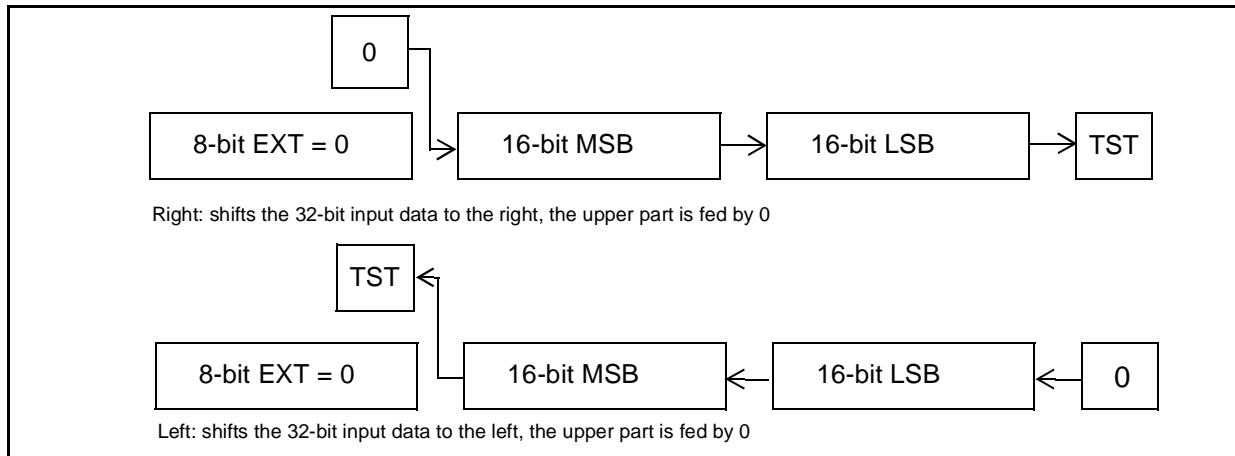 0
8-bit EXT = 0 16-bit MSB 16-bit LSB TST
Right: shifts the 32-bit input data to the right, the upper part is fed by 0
TST
8-bit EXT = 0 16-bit MSB 16-bit LSB 0
Left: shifts the 32-bit input data to the left, the upper part is fed by 0